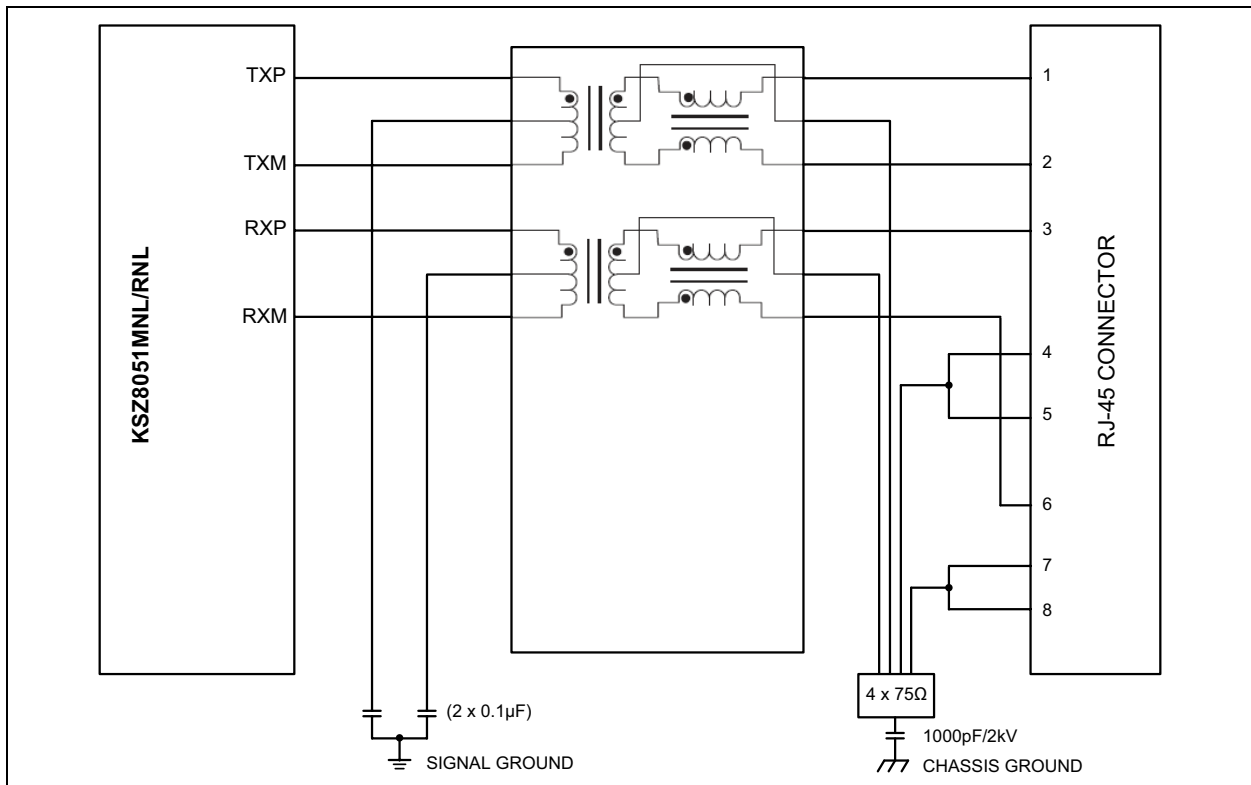 KSZ8051MNL/RNL
TXP
TXM
RXP
RXM
1
2
3
4
5
6
7
8
RJ-45 CONNECTOR
(2 x 0.1µF)
SIGNAL GROUND
4 x 75Ω
1000pF/2kV
CHASSIS GROUND